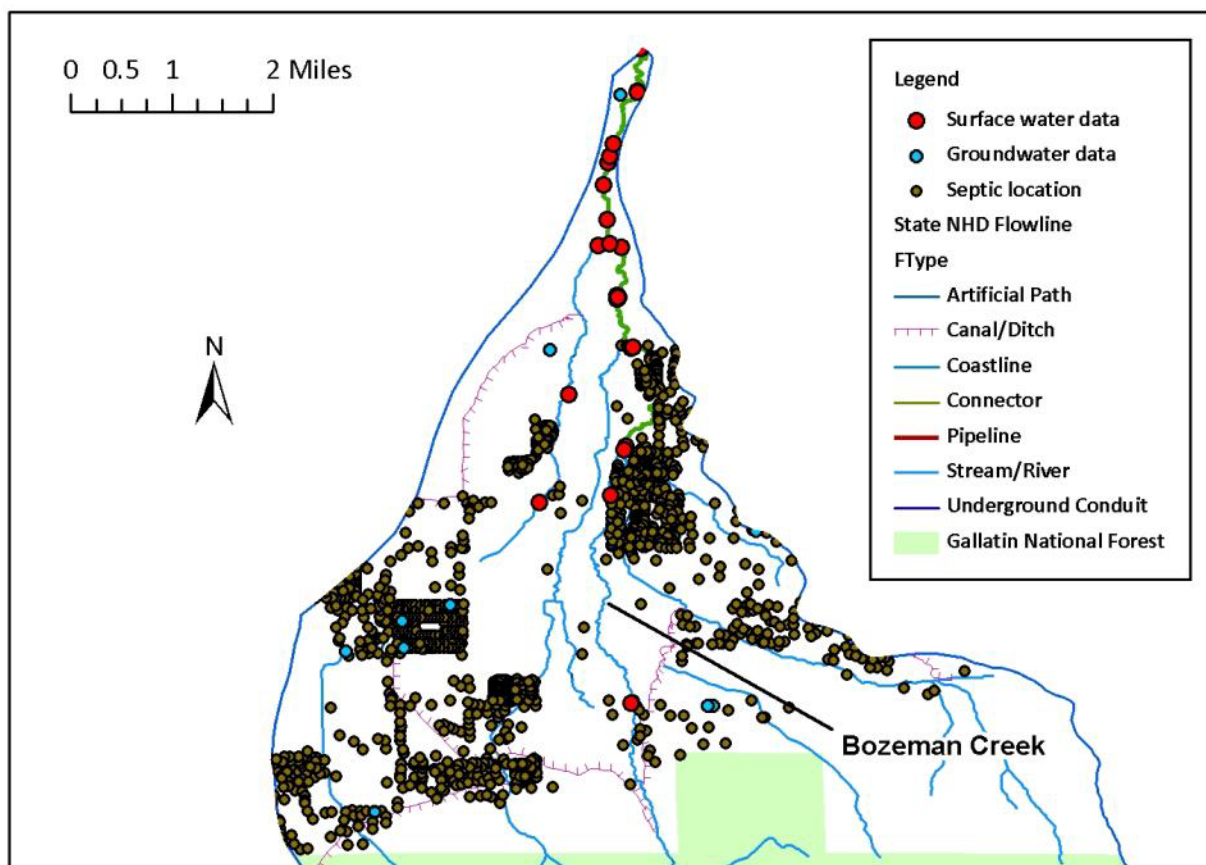 0 0.5 1 2 Miles
N
Legend
Surface water data
Groundwater data
Septic location
State NHD Flowline
FType
Artificial Path
Canal/Ditch
Coastline
Connector
Pipeline
Stream/River
Underground Conduit
Gallatin National Forest
Bozeman Creek